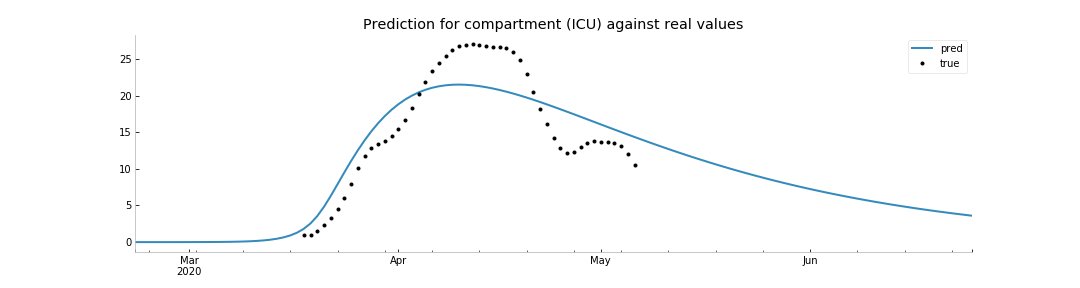 Prediction for compartment (ICU) against real values
pred
true
25
20
15
10
5
0
Mar
2020
Apr
May
Jun